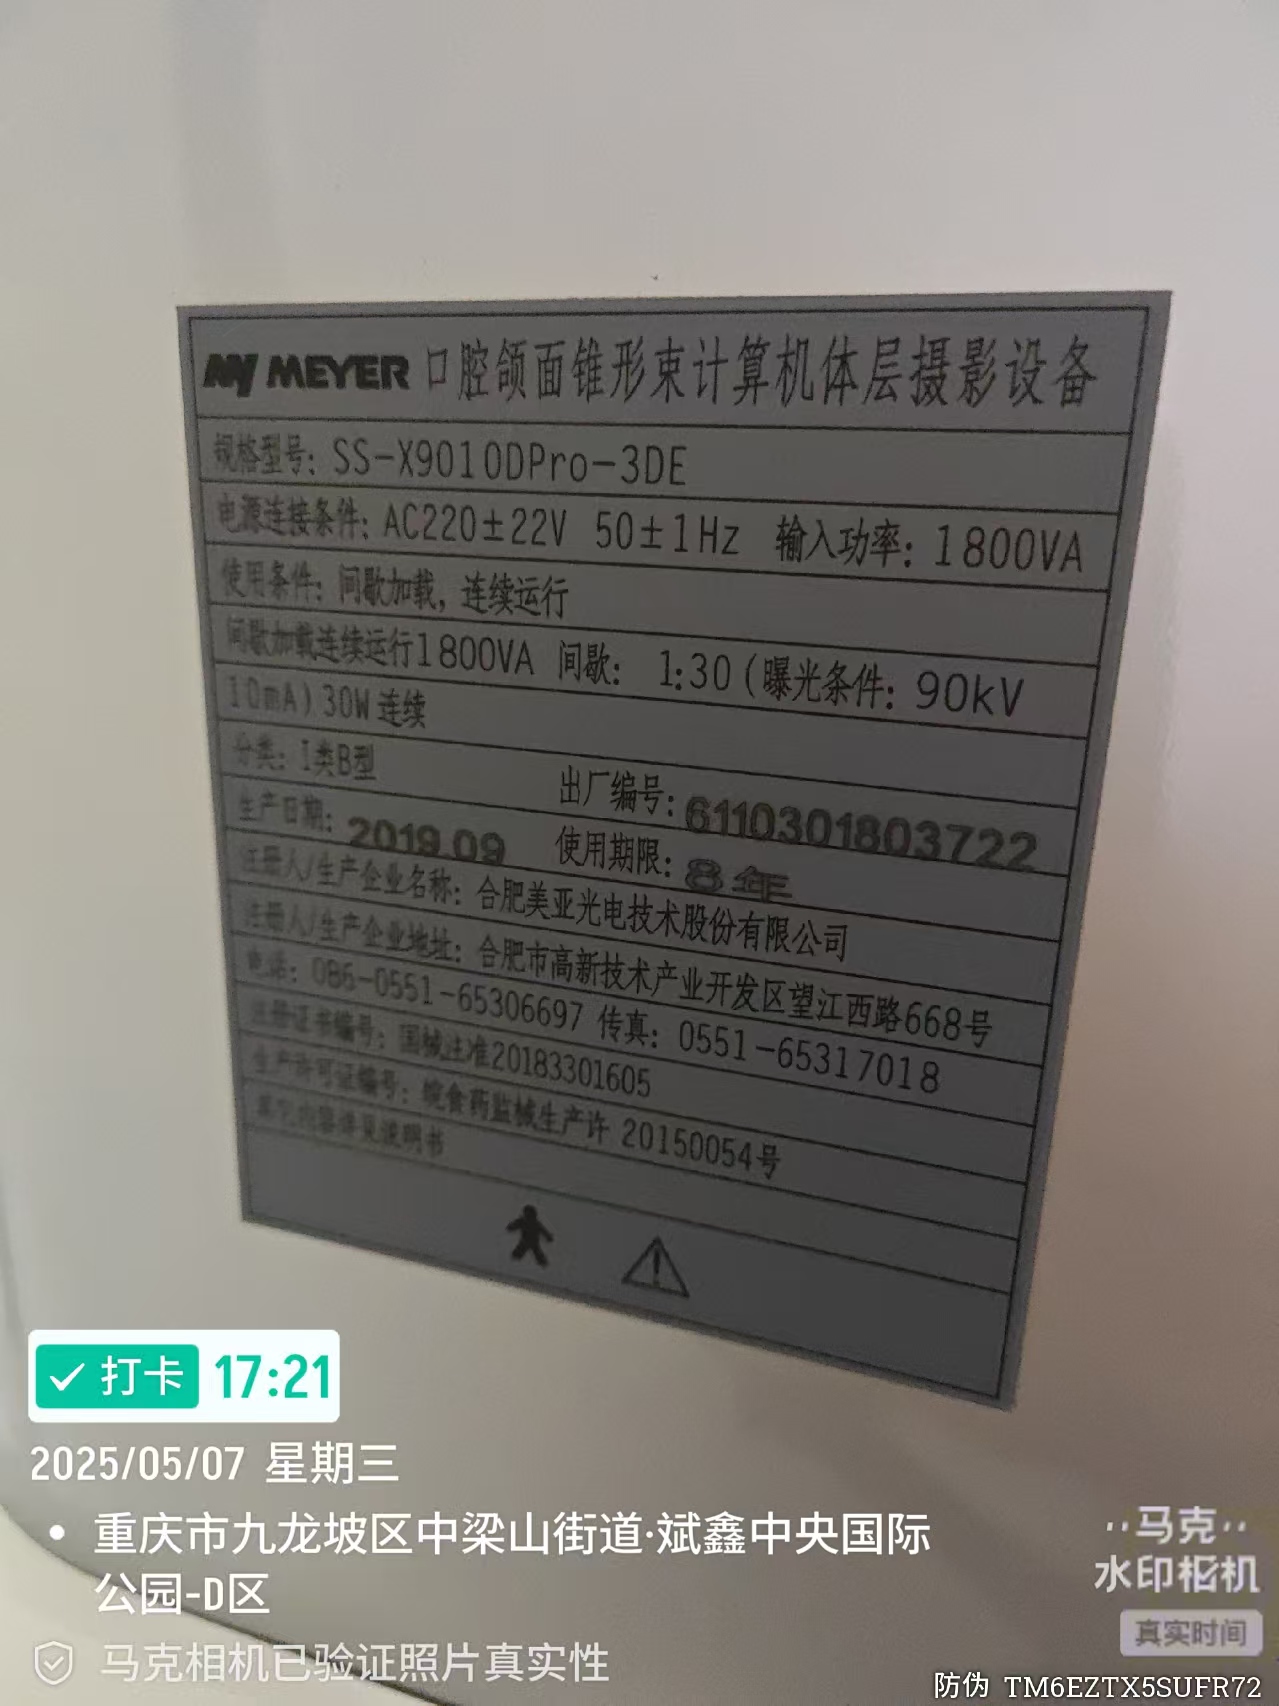 MEYER 口腔颌面锥形束计算机体层摄影设备
规格型号: SS-X9010DPro-3DE
电源连接条件: AC220±22V 50±1Hz 输入功率: 1800VA
使用条件: 间歇加载, 连续运行
间歇加载连续运行1800VA 间歇: 1:30 (曝光条件: 90kV
10mA) 30W 连续
分类: I类B型 出厂编号: 6110301803722
生产日期: 2019.09 使用期限: 8年
注册人/生产企业名称: 合肥美亚光电技术股份有限公司
注册人/生产企业地址: 合肥市高新技术产业开发区望江西路668号
电话: 086-0551-65306697 传真: 0551-65317018
注册证书编号: 国械注准20183301605
生产许可证编号: 皖食药监械生产许 20150054号
其它内容详见说明书
打卡 17:21
2025/05/07 星期三
重庆市九龙坡区中梁山街道·斌鑫中央国际
公园-D区
马克相机已验证照片真实性
马克
水印相机
真实时间
防伪 TM6EZTX5SUFR72